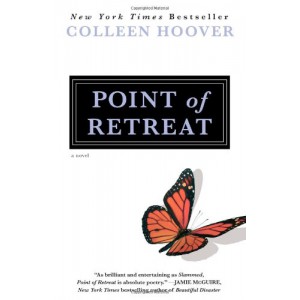 New York Times Bestseller
COLLEEN HOOVER
POINT of
RETREAT
a novel
"As brilliant and entertaining as Slammed,
Point of Retreat is absolute poetry."—JAMIE McGUIRE,
New York Times bestselling author of Beautiful Disaster